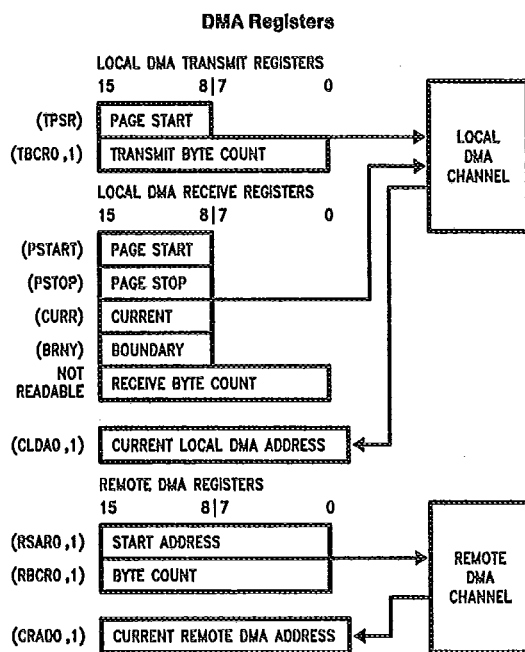 DMA Registers
LOCAL DMA TRANSMIT REGISTERS
15 8|7 0
(TPSR) PAGE START
(TBCR0,1) TRANSMIT BYTE COUNT
LOCAL DMA CHANNEL
LOCAL DMA RECEIVE REGISTERS
15 8|7 0
(PSTART) PAGE START
(PSTOP) PAGE STOP
(CURR) CURRENT
(BRNY) BOUNDARY
NOT READABLE RECEIVE BYTE COUNT
(CLDA0,1) CURRENT LOCAL DMA ADDRESS
REMOTE DMA REGISTERS
15 8|7 0
(RSAR0,1) START ADDRESS
(RBCR0,1) BYTE COUNT
REMOTE DMA CHANNEL
(CRAD0,1) CURRENT REMOTE DMA ADDRESS